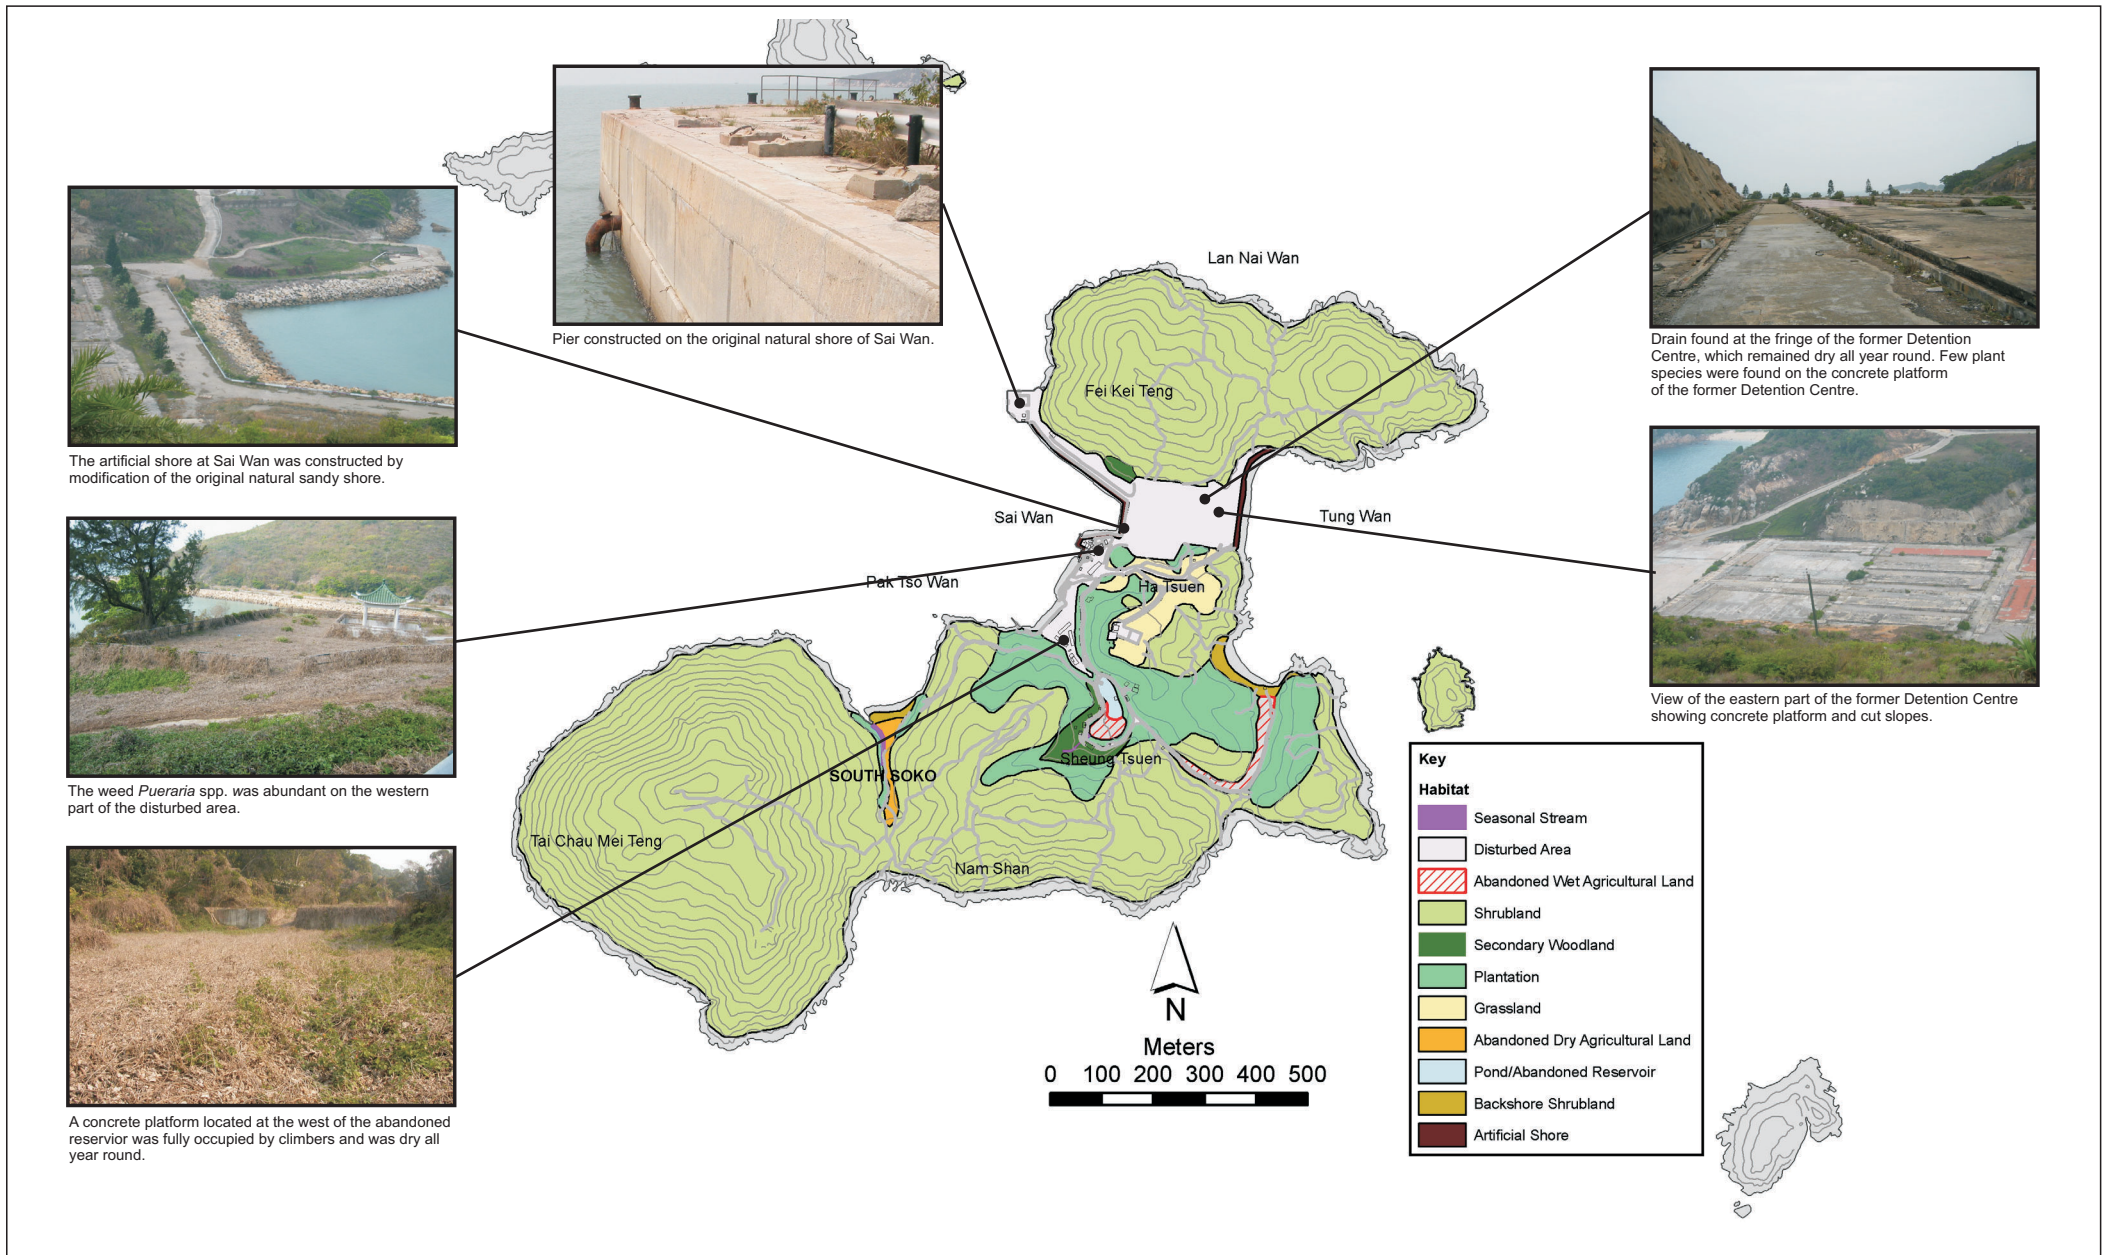 Pier constructed on the original natural shore of Sai Wan.
The artificial shore at Sai Wan was constructed by
modification of the original natural sandy shore.
The weed Pueraria spp. was abundant on the western
part of the disturbed area.
A concrete platform located at the west of the abandoned
reservior was fully occupied by climbers and was dry all
year round.
Drain found at the fringe of the former Detention
Centre, which remained dry all year round. Few plant
species were found on the concrete platform
of the former Detention Centre.
View of the eastern part of the former Detention Centre
showing concrete platform and cut slopes.
Lan Nai Wan
Fei Kei Teng
Sai Wan
Tung Wan
Pak Tso Wan
Ha Tsuen
Sheung Tsuen
SOUTH SOKO
Tai Chau Mei Teng
Nam Shan
N
Meters
0 100 200 300 400 500
Key
Habitat
Seasonal Stream
Disturbed Area
Abandoned Wet Agricultural Land
Shrubland
Secondary Woodland
Plantation
Grassland
Abandoned Dry Agricultural Land
Pond/Abandoned Reservoir
Backshore Shrubland
Artificial Shore